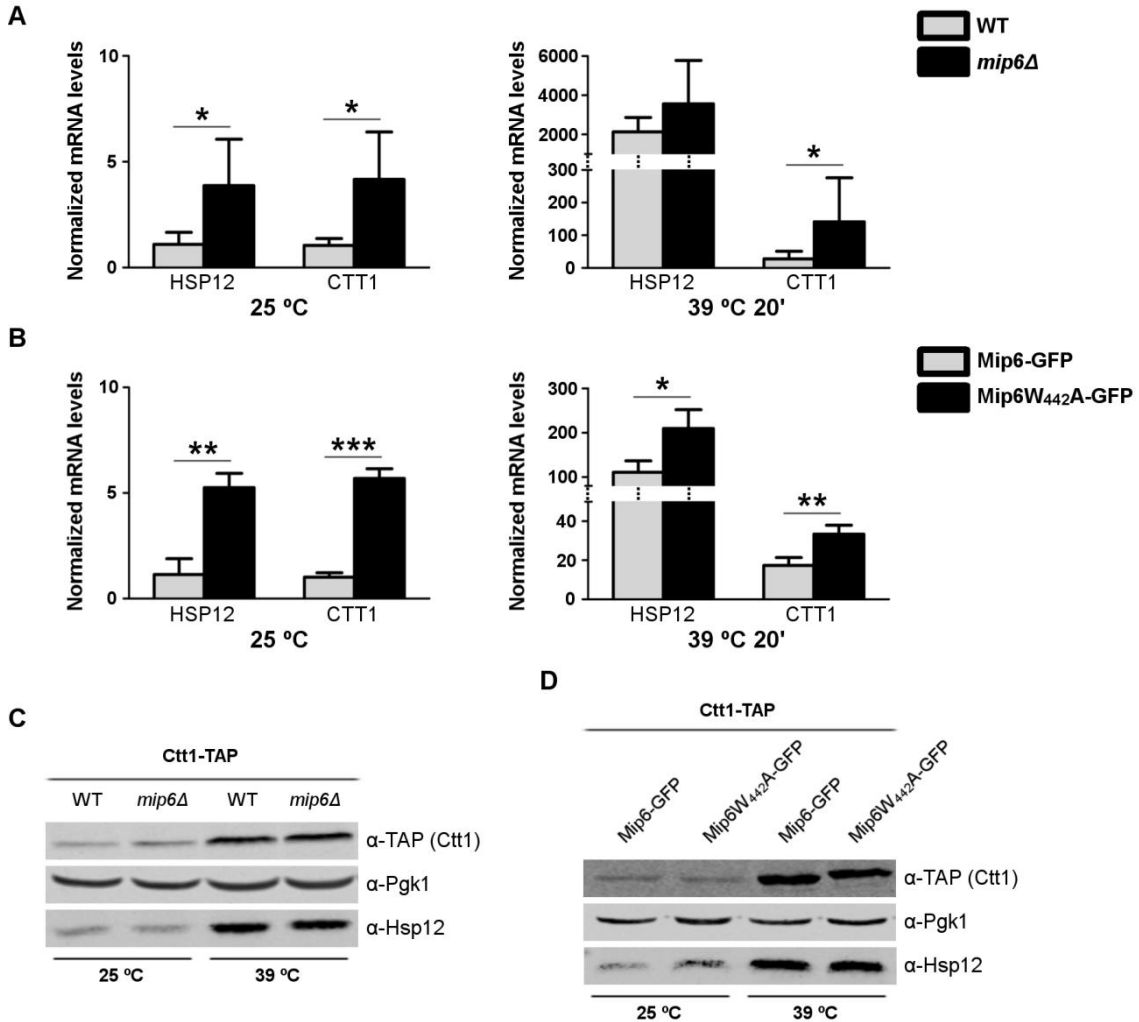 A
WT
mip6Δ
Normalized mRNA levels
10
5
0
*
*
HSP12
CTT1
25 ºC
Normalized mRNA levels
6000
4000
2000
300
200
100
0
*
HSP12
CTT1
39 ºC 20'
B
Mip6-GFP
Mip6W442A-GFP
Normalized mRNA levels
10
5
0
**
***
HSP12
CTT1
25 ºC
Normalized mRNA levels
300
200
100
40
20
0
*
**
HSP12
CTT1
39 ºC 20'
C
Ctt1-TAP
WT mip6Δ WT mip6Δ
α-TAP (Ctt1)
α-Pgk1
α-Hsp12
25 ºC 39 ºC
D
Ctt1-TAP
Mip6-GFP
Mip6W442A-GFP
Mip6-GFP
Mip6W442A-GFP
α-TAP (Ctt1)
α-Pgk1
α-Hsp12
25 ºC 39 ºC